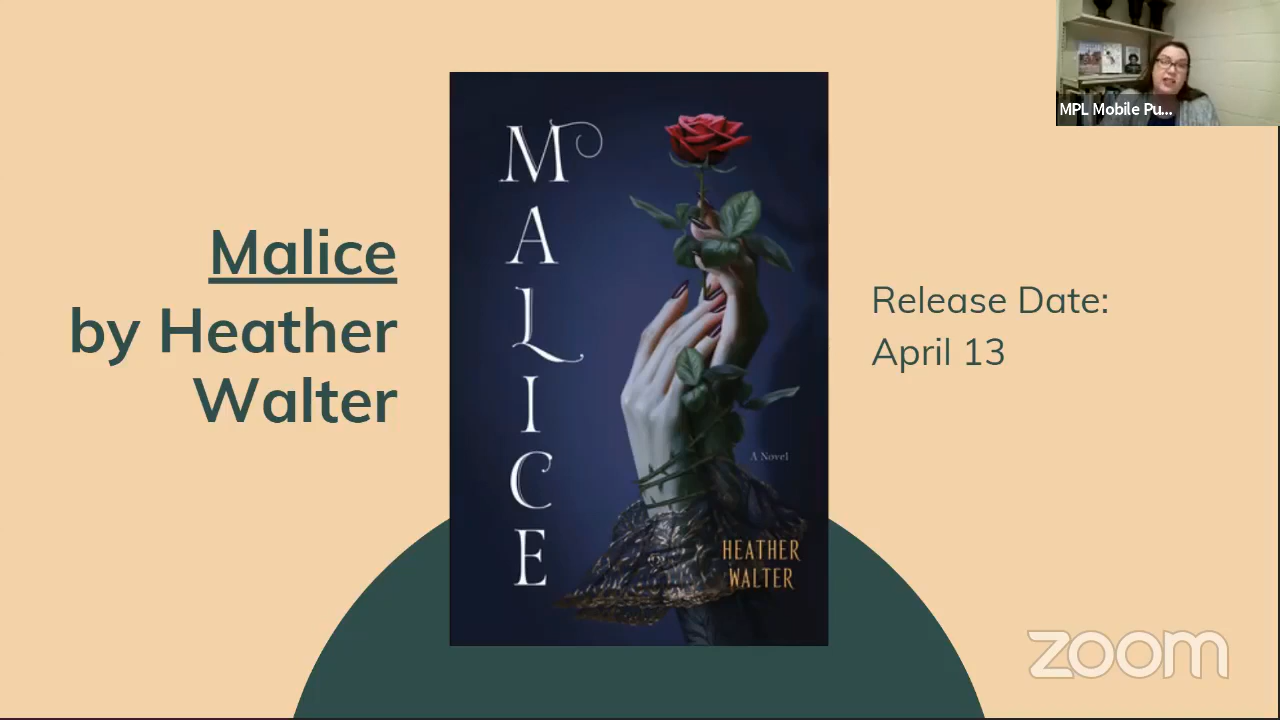 MPL Mobile Pu...
Malice
by Heather
Walter
MALICE
A Novel
HEATHER
WALTER
Release Date:
April 13
zoom